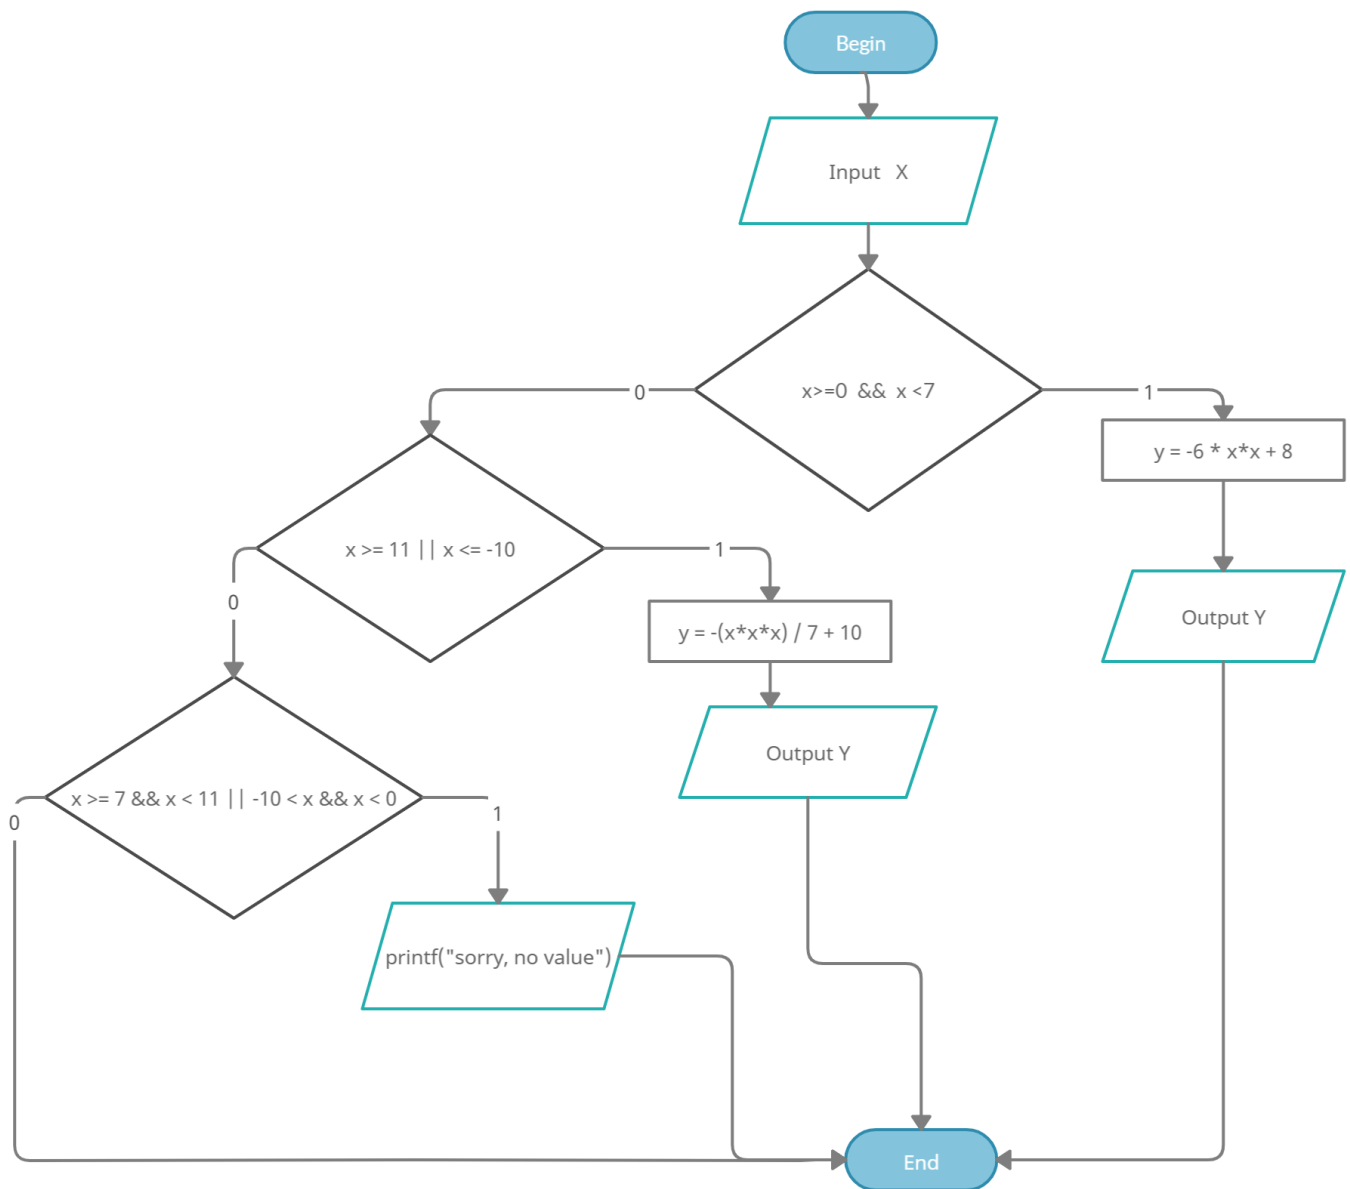 Begin
Input X
x>=0 && x <7
0
1
y = -6 * x*x + 8
x >= 11 || x <= -10
0
1
y = -(x*x*x) / 7 + 10
Output Y
Output Y
x >= 7 && x < 11 || -10 < x && x < 0
0
1
printf("sorry, no value")
End